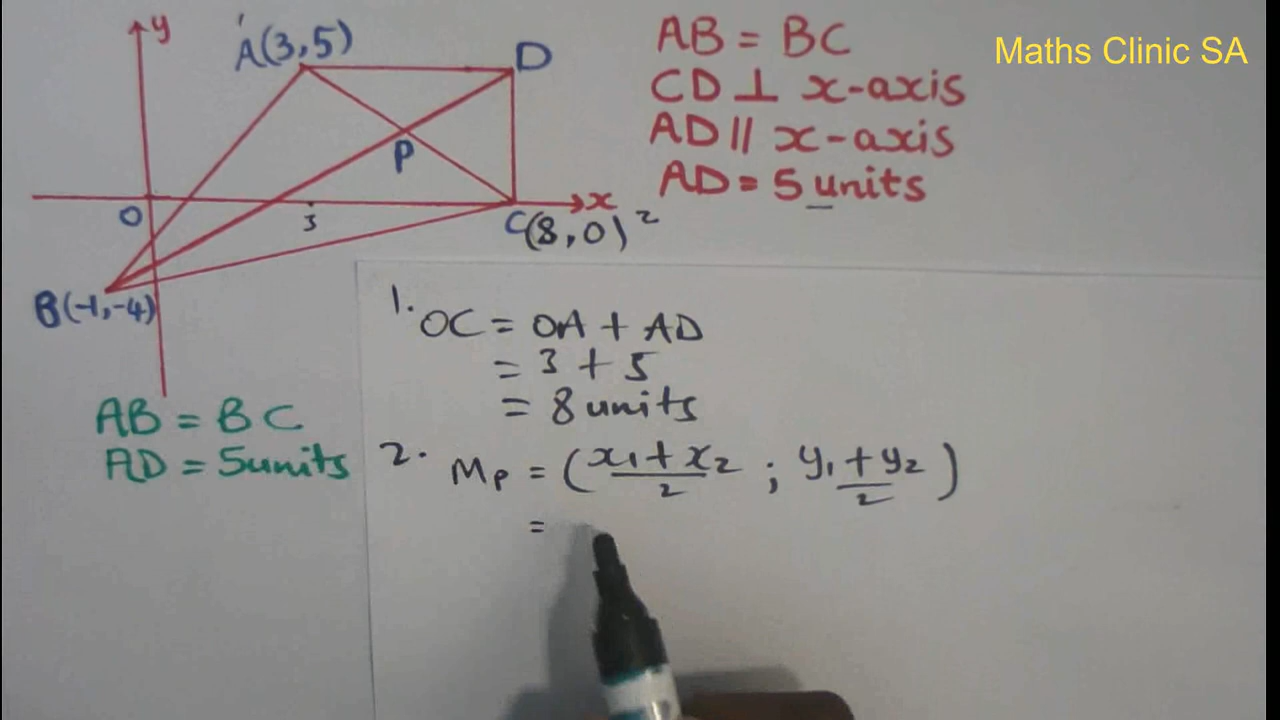 Maths Clinic SA
y
A(3,5)
D
P
O
3
x
C(8,0) 2
B(-1,-4)
AB = BC
CD ⊥ x-axis
AD // x-axis
AD = 5 units
AB = BC
AD = 5units
1. OC = OA + AD
= 3 + 5
= 8 units
2. Mp = (x₁+x₂/2 ; y₁+y₂/2)
=